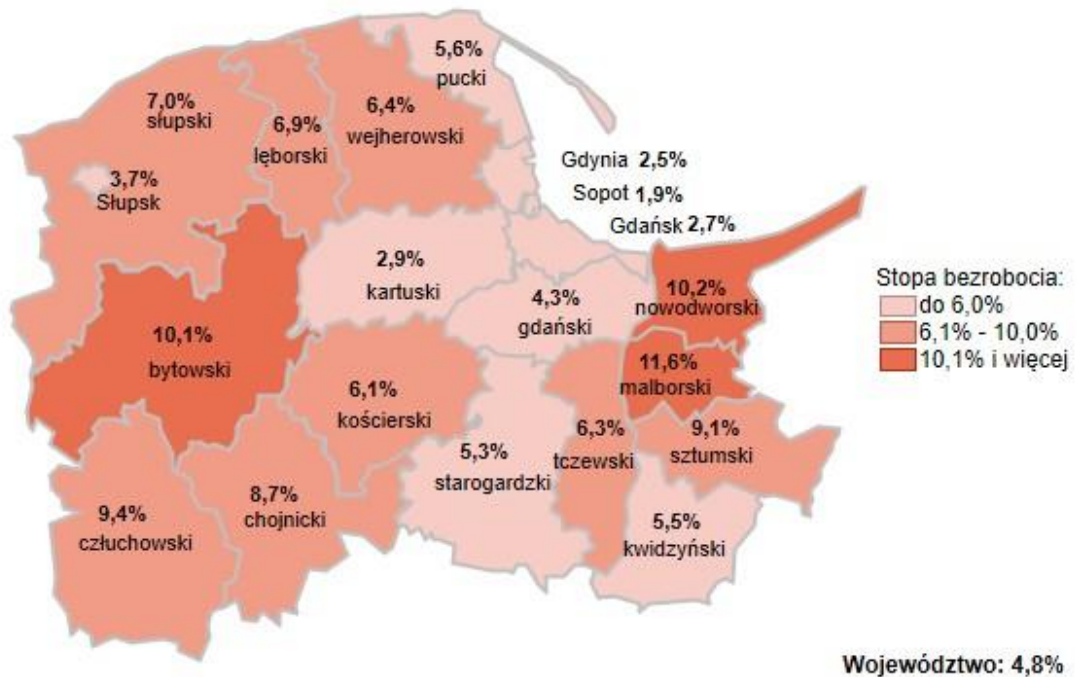 5,6%
pucki
7,0%
słupski
6,9%
lęborski
6,4%
wejherowski
Gdynia 2,5%
Sopot 1,9%
Gdańsk 2,7%
3,7%
Słupsk
2,9%
kartuski
4,3%
gdański
10,2%
nowodworski
10,1%
bytowski
11,6%
malborski
6,1%
kościerski
5,3%
starogardzki
6,3%
tczewski
9,1%
sztumski
9,4%
człuchowski
8,7%
chojnicki
5,5%
kwidzyński
Stopa bezrobocia:
do 6,0%
6,1% - 10,0%
10,1% i więcej
Województwo: 4,8%